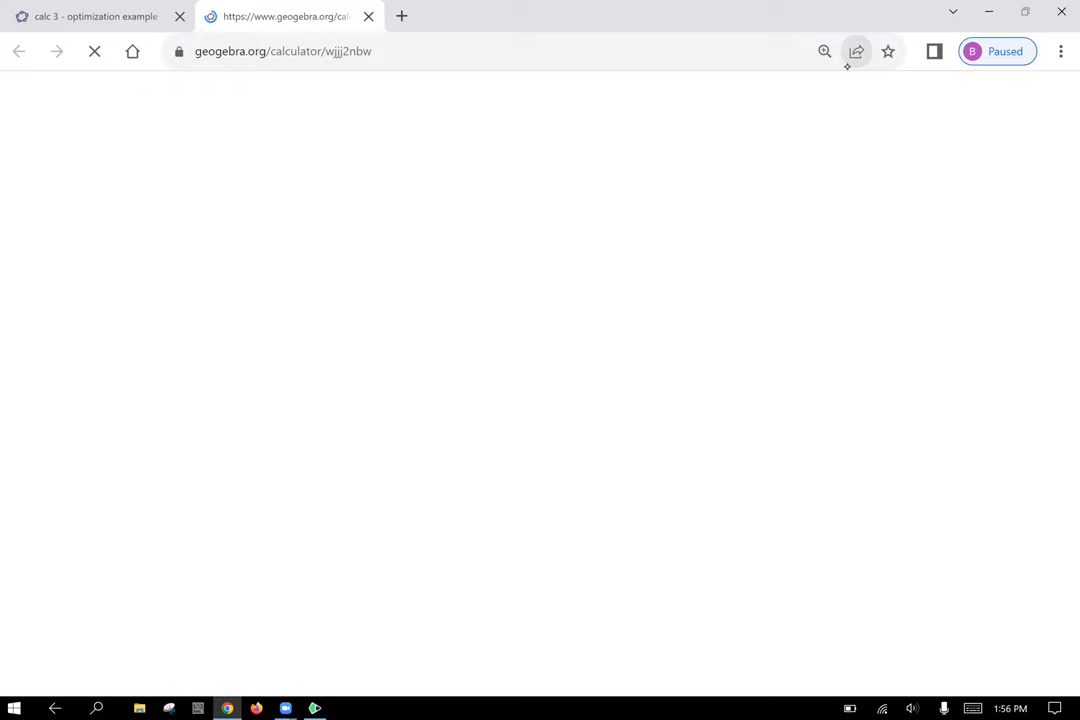 calc 3 - optimization example
https://www.geogebra.org/cal
geogebra.org/calculator/wjjj2nbw
B Paused
1:56 PM